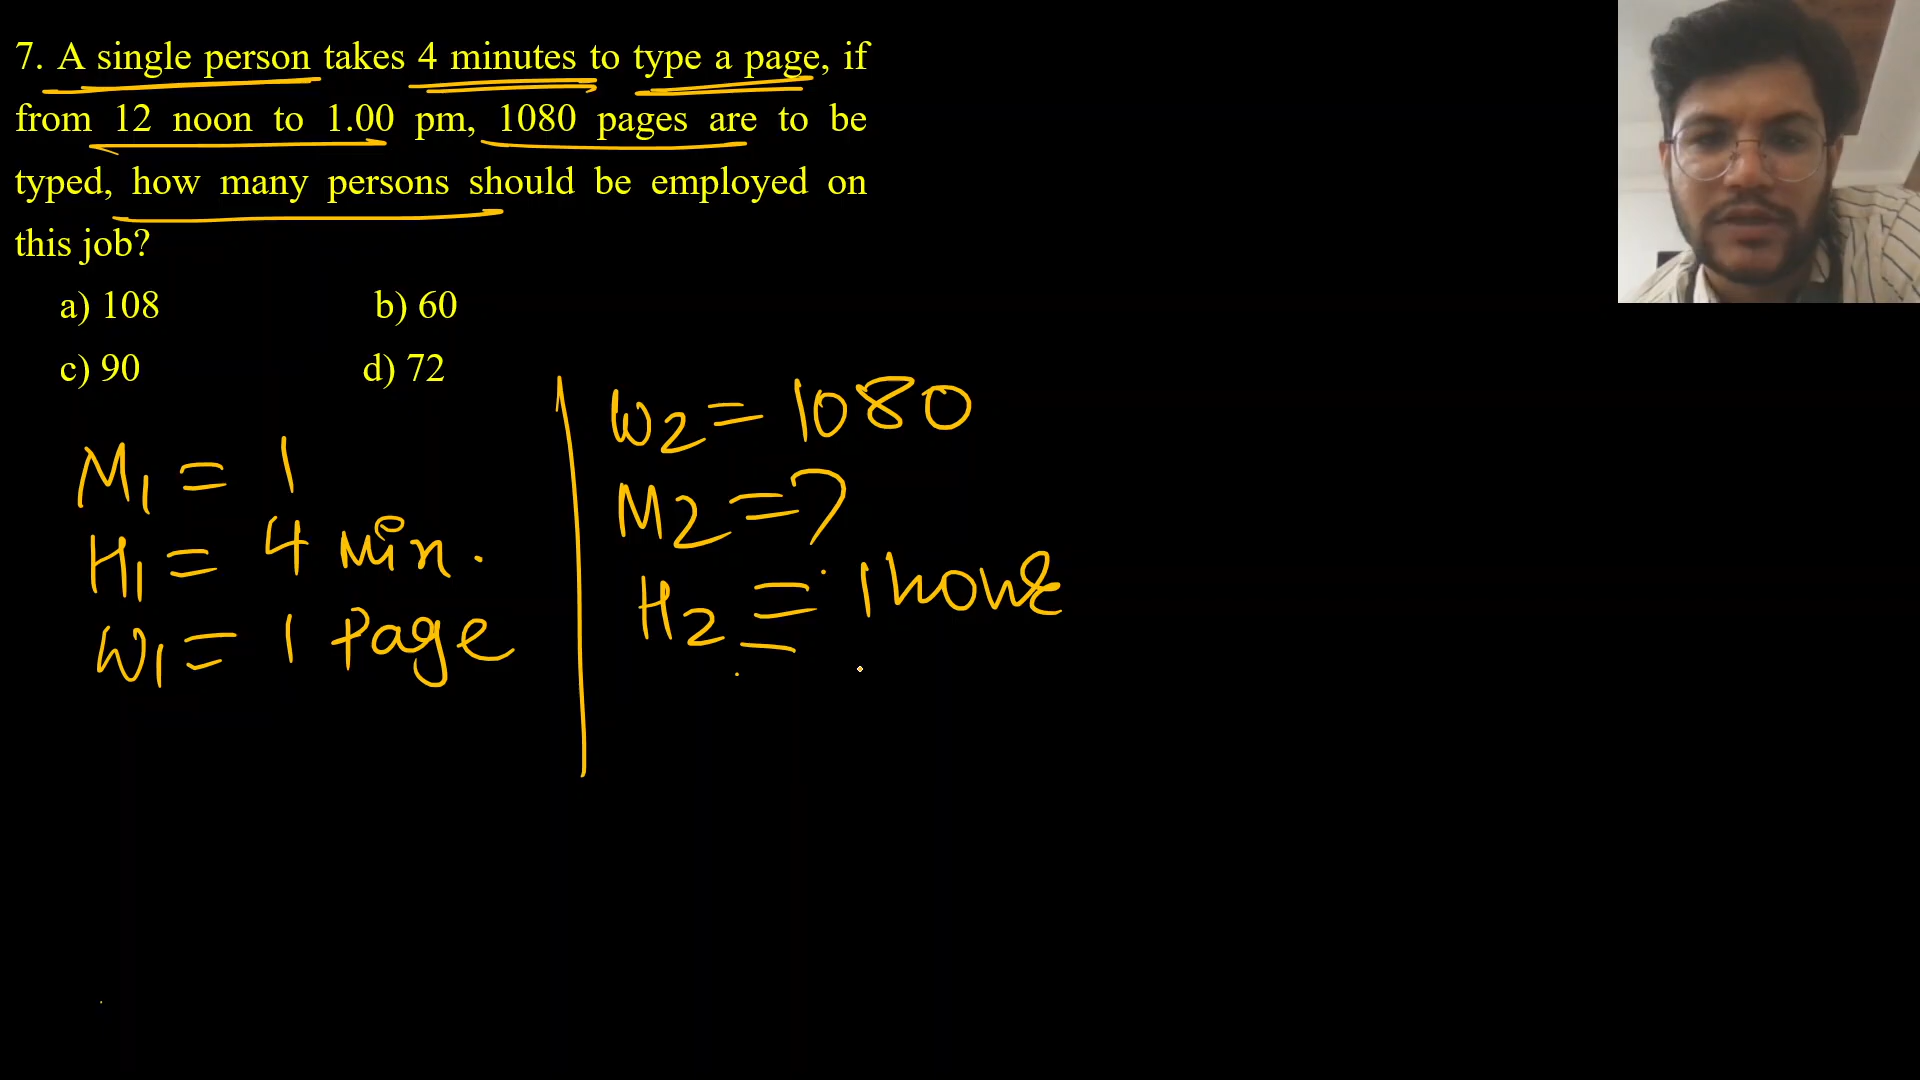 7. A single person takes 4 minutes to type a page, if
from 12 noon to 1.00 pm, 1080 pages are to be
typed, how many persons should be employed on
this job?
a) 108 b) 60
c) 90 d) 72
M1 = 1
H1 = 4 Min.
W1 = 1 Page
W2 = 1080
M2 = ?
H2 = 1 hour